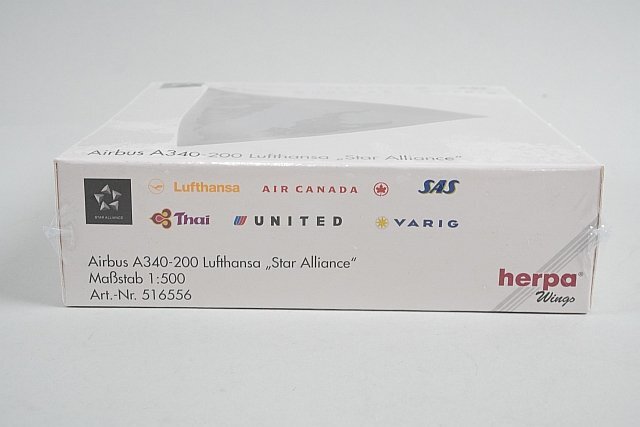 Airbus A340-200 Lufthansa „Star Alliance“
STAR ALLIANCE
Lufthansa AIR CANADA SAS
Thai UNITED VARIG
Airbus A340-200 Lufthansa „Star Alliance“
Maßstab 1:500
Art.-Nr. 516556
herpa®
Wings